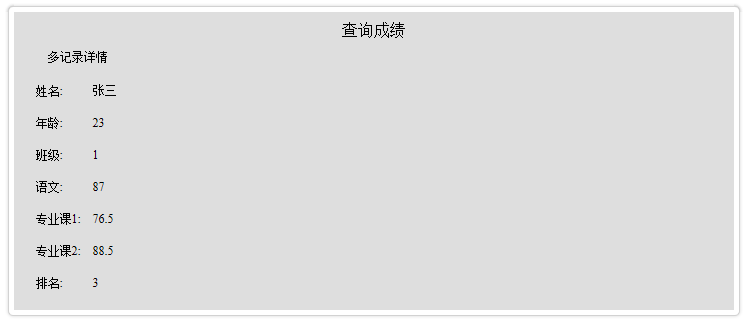 查询成绩
多记录详情
姓名: 张三
年龄: 23
班级: 1
语文: 87
专业课1: 76.5
专业课2: 88.5
排名: 3